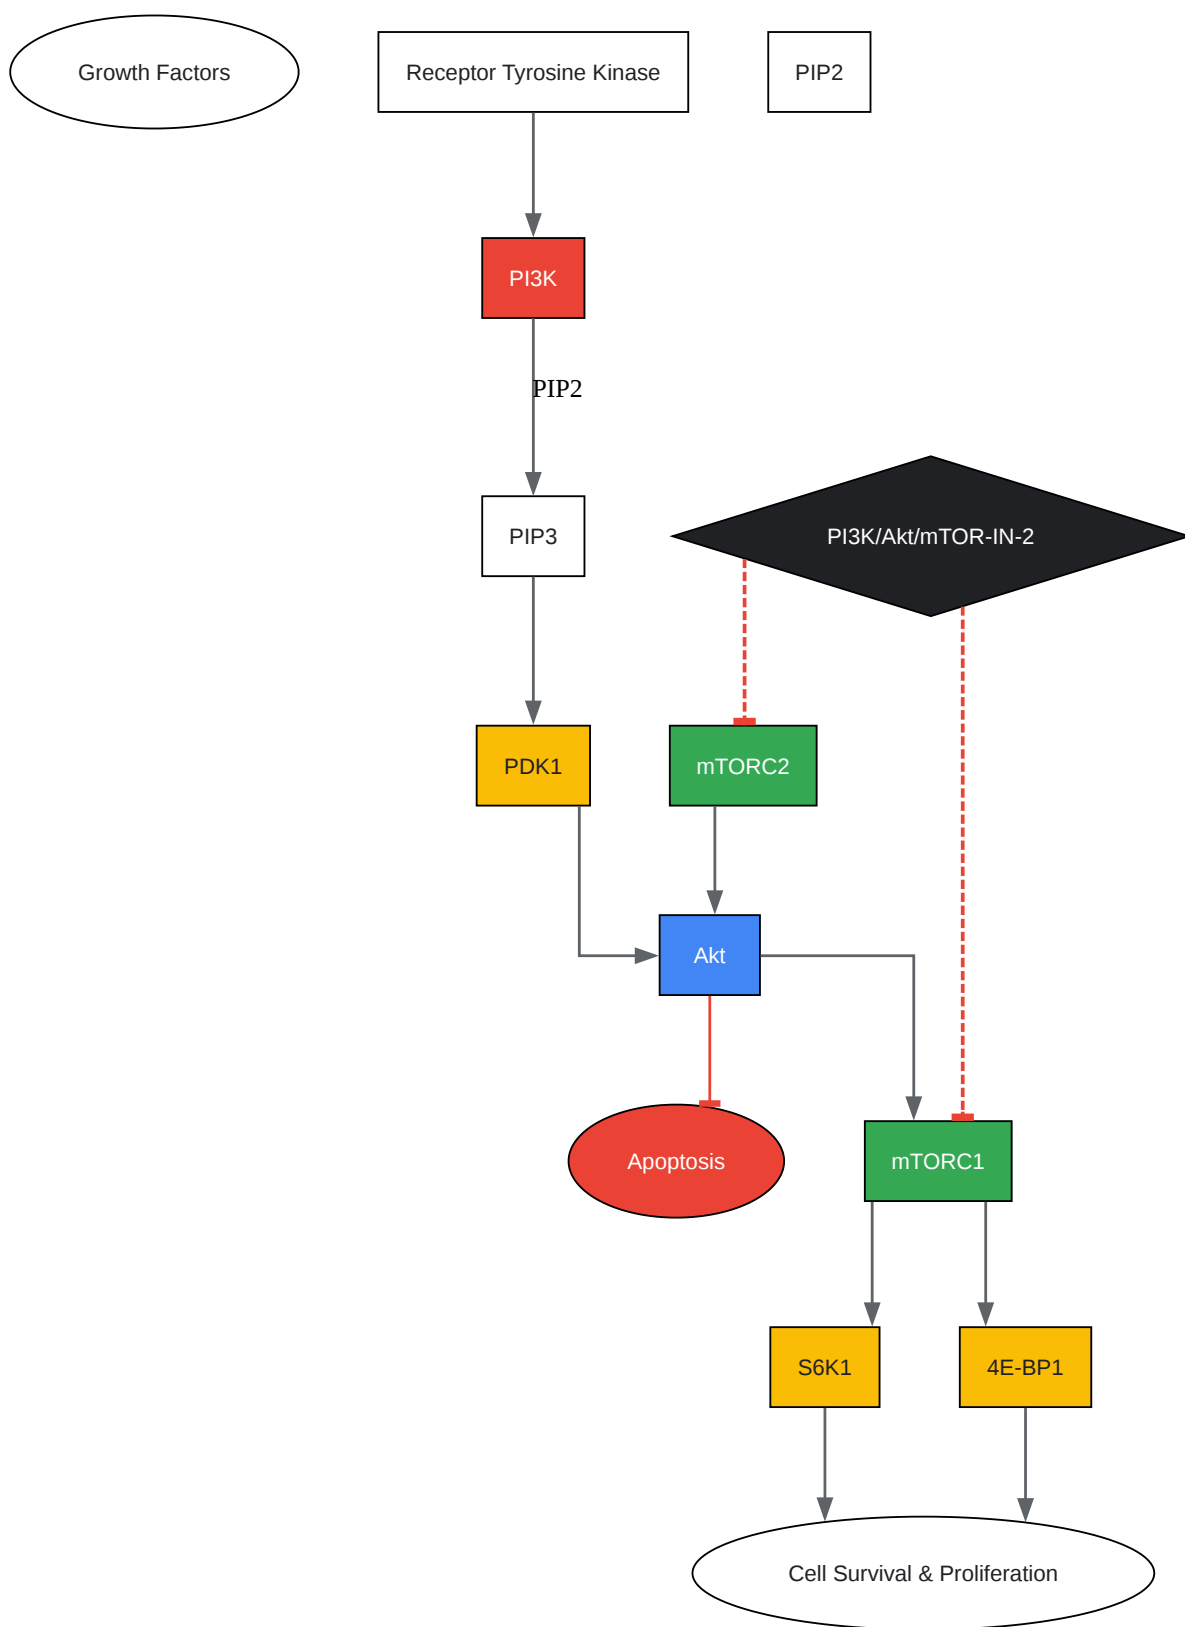 Growth Factors
Receptor Tyrosine Kinase
PIP2
PI3K
PIP2
PIP3
PI3K/Akt/mTOR-IN-2
PDK1
mTORC2
Akt
Apoptosis
mTORC1
S6K1
4E-BP1
Cell Survival & Proliferation